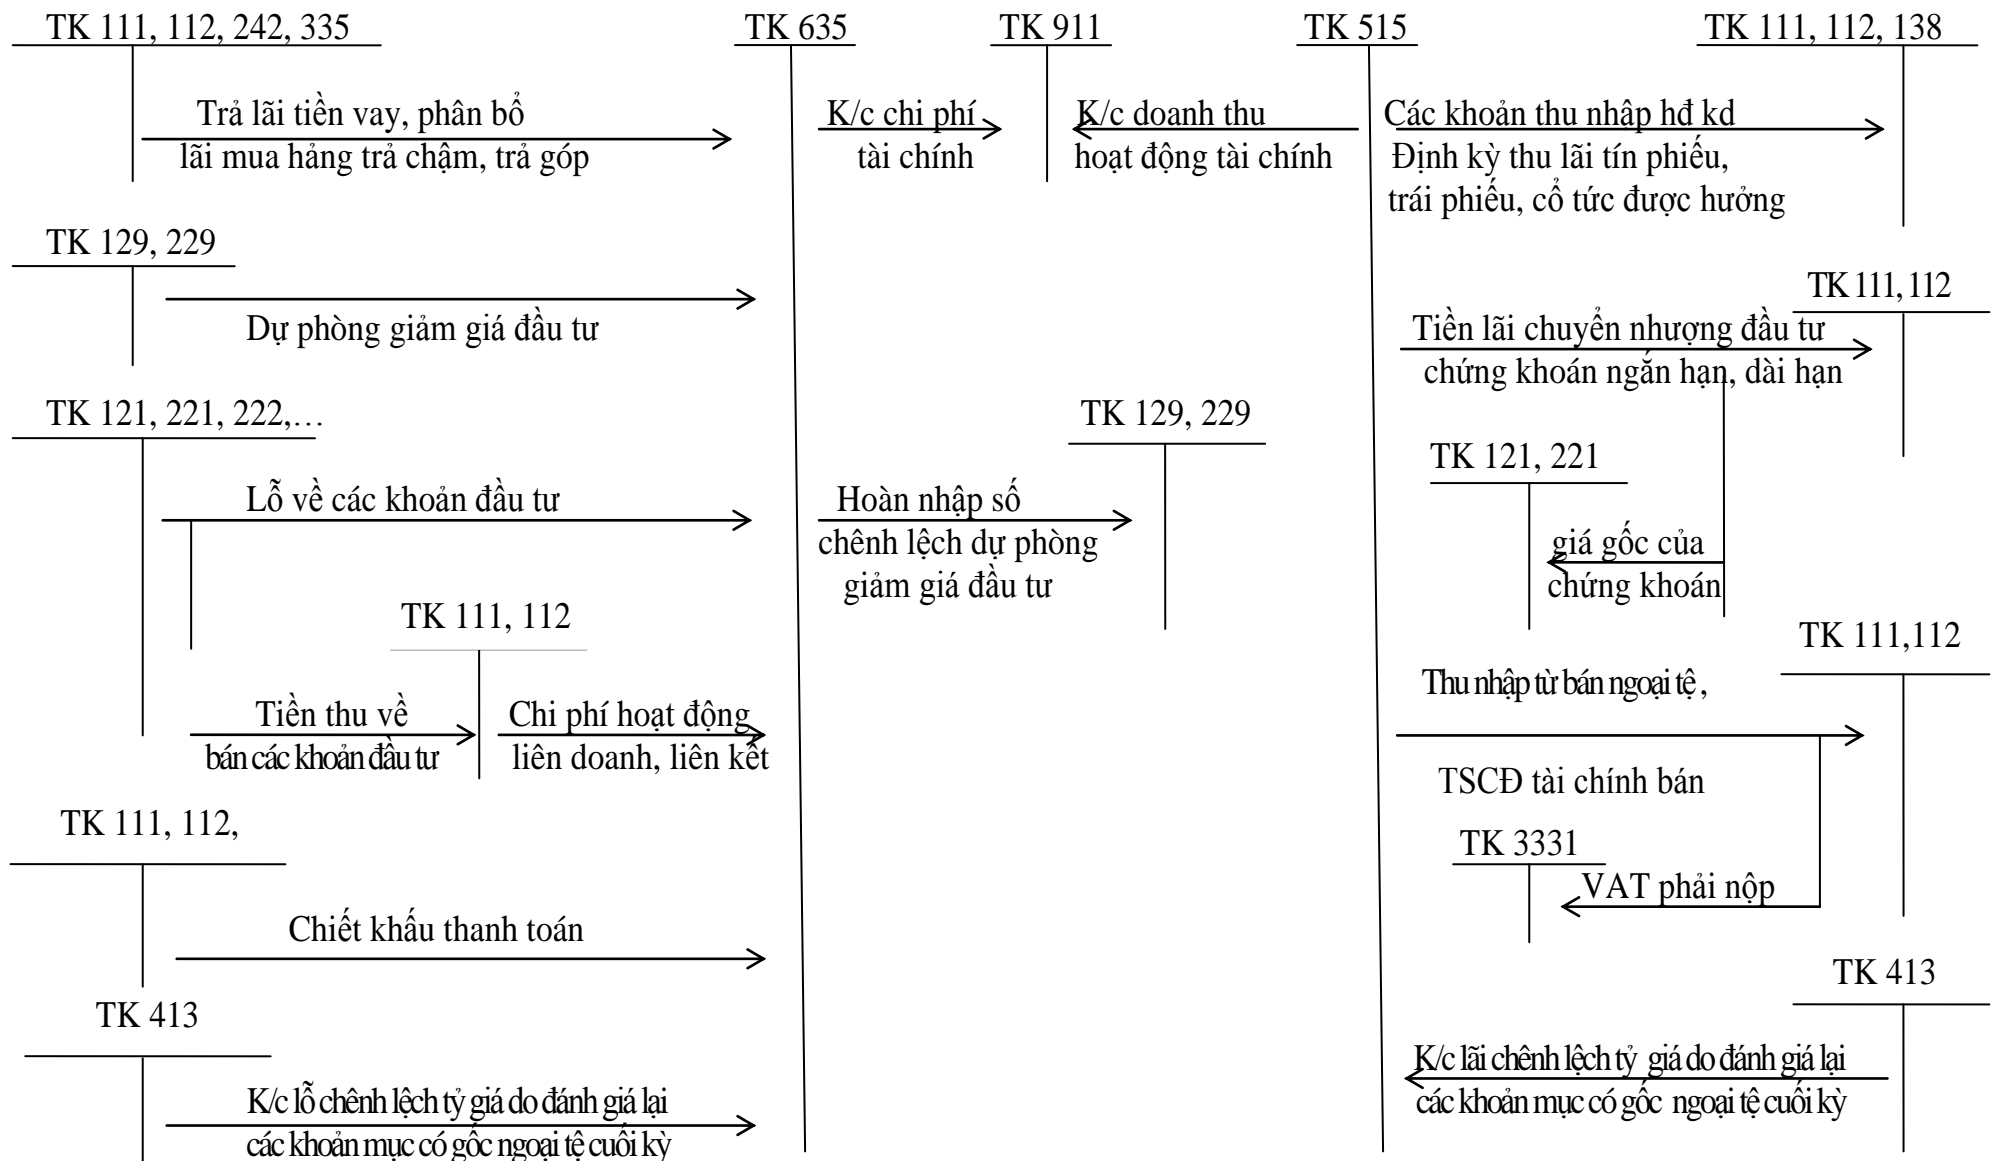 TK 111, 112, 242, 335
TK 635
TK 911
TK 515
TK 111, 112, 138
Trả lãi tiền vay, phân bổ
lãi mua hảng trả chậm, trả góp
K/c chi phí
tài chính
K/c doanh thu
hoạt động tài chính
Các khoản thu nhập hđ kd
Định kỳ thu lãi tín phiếu,
trái phiếu, cổ tức được hưởng
TK 129, 229
Dự phòng giảm giá đầu tư
TK 111, 112
Tiền lãi chuyển nhượng đầu tư
chứng khoán ngắn hạn, dài hạn
TK 121, 221, 222,…
Lỗ về các khoản đầu tư
TK 129, 229
Hoàn nhập số
chênh lệch dự phòng
giảm giá đầu tư
TK 121, 221
giá gốc của
chứng khoán
TK 111, 112
Tiền thu về
bán các khoản đầu tư
Chi phí hoạt động
liên doanh, liên kết
TK 111,112
Thu nhập từ bán ngoại tệ ,
TSCĐ tài chính bán
TK 3331
VAT phải nộp
TK 111, 112,
Chiết khấu thanh toán
TK 413
K/c lỗ chênh lệch tỷ giá do đánh giá lại
các khoản mục có gốc ngoại tệ cuối kỳ
TK 413
K/c lãi chênh lệch tỷ giá do đánh giá lại
các khoản mục có gốc ngoại tệ cuối kỳ